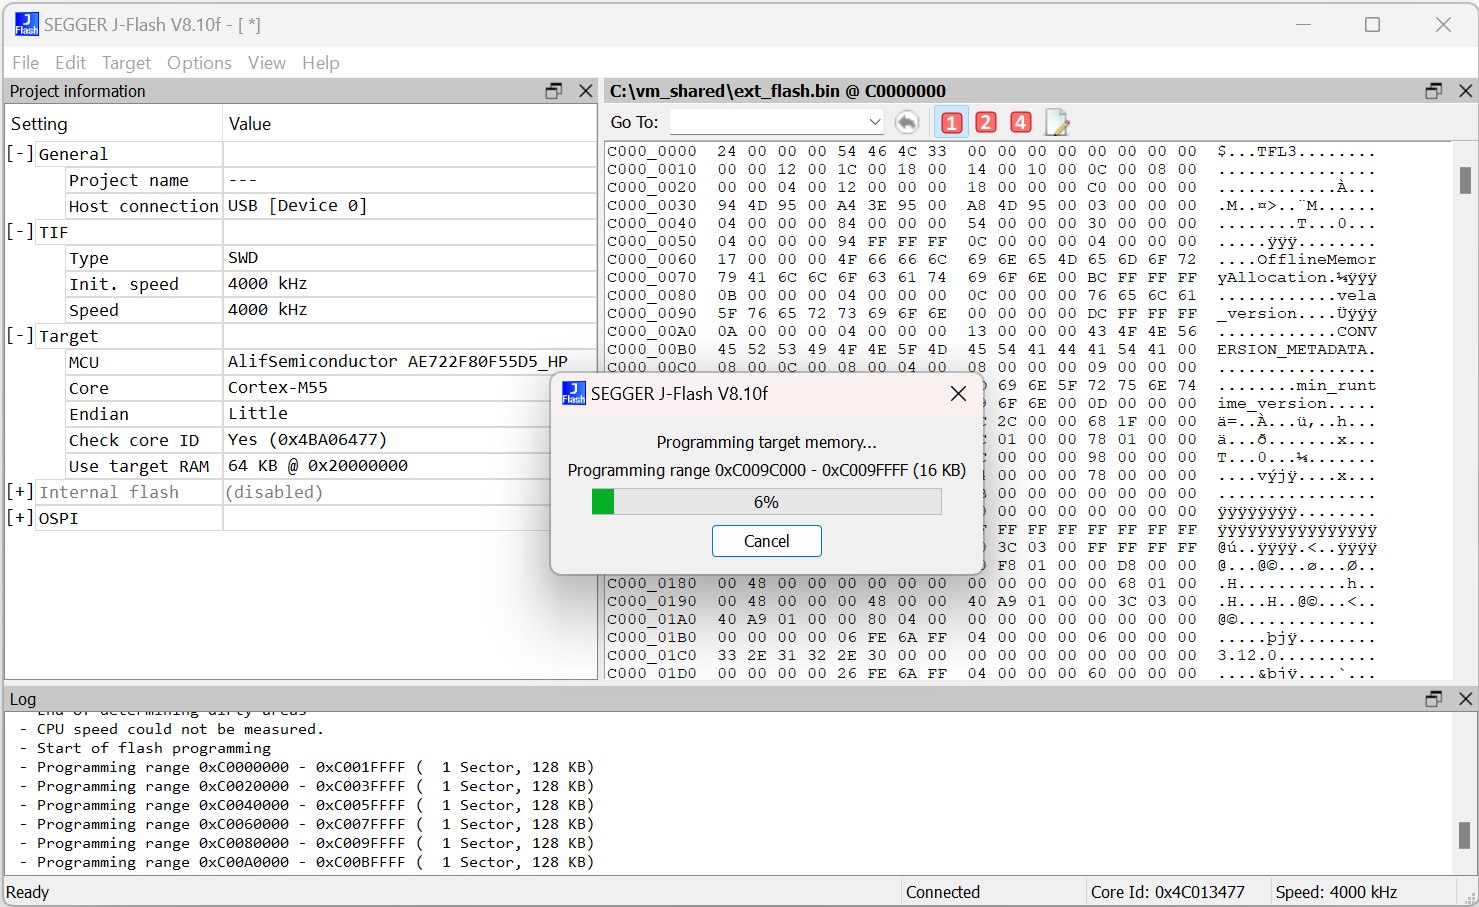 SEGGER J-Flash V8.10f - [ *]
File Edit Target Options View Help
Project information
Setting Value
[-] General
Project name ---
Host connection USB [Device 0]
[-] TIF
Type SWD
Init. speed 4000 kHz
Speed 4000 kHz
[-] Target
MCU AlifSemiconductor AE722F80F55D5_HP
Core Cortex-M55
Endian Little
Check core ID Yes (0x4BA06477)
Use target RAM 64 KB @ 0x20000000
[+] Internal flash (disabled)
[+] OSPI
C:\vm_shared\ext_flash.bin @ C0000000
Go To: 1 2 4
C000_0000 24 00 00 00 54 46 4C 33 00 00 00 00 00 00 00 00 $...TFL3........
C000_0010 00 00 12 00 1C 00 18 00 14 00 10 00 0C 00 08 00 ................
C000_0020 00 00 04 00 12 00 00 00 18 00 00 00 C0 00 00 00 ............À...
C000_0030 94 4D 95 00 A4 3E 95 00 A8 4D 95 00 03 00 00 00 .M..¤>..¨M......
C000_0040 04 00 00 00 84 00 00 00 54 00 00 00 30 00 00 00 ........T...0...
C000_0050 04 00 00 00 94 FF FF FF 0C 00 00 00 04 00 00 00 .....ÿÿÿ........
C000_0060 17 00 00 00 4F 66 66 6C 69 6E 65 4D 65 6D 6F 72 ....OfflineMemor
C000_0070 79 41 6C 6C 6F 63 61 74 69 6F 6E 00 BC FF FF FF yAllocation.¼ÿÿÿ
C000_0080 0B 00 00 00 04 00 00 00 0C 00 00 00 76 65 6C 61 ............vela
C000_0090 5F 76 65 72 73 69 6F 6E 00 00 00 00 DC FF FF FF _version....Üÿÿÿ
C000_00A0 0A 00 00 00 04 00 00 00 13 00 00 00 43 4F 4E 56 ............CONV
C000_00B0 45 52 53 49 4F 4E 5F 4D 45 54 41 44 41 54 41 00 ERSION_METADATA.
C000_00C0 08 00 0C 00 08 00 04 00 08 00 00 00 09 00 00 00 ................
69 6E 5F 72 75 6E 74 ........min_runt
6F 6E 00 0D 00 00 00 ime_version.....
2C 00 00 68 1F 00 00 ä=..À...ü,..h...
01 00 00 78 01 00 00 ä...ð.......x...
00 00 00 98 00 00 00 T...0...¼.......
00 00 00 78 00 00 00 ....výjÿ....x...
00 00 00 00 00 00 00 ................
00 00 00 00 00 00 00 ÿÿÿÿÿÿÿÿ........
FF FF FF FF FF FF FF ÿÿÿÿÿÿÿÿÿÿÿÿÿÿÿÿ
3C 03 00 FF FF FF FF @ú..ÿÿÿÿ.<..ÿÿÿÿ
F8 01 00 00 D8 00 00 @...@©...ø...Ø..
C000_0180 00 48 00 00 00 00 00 00 00 00 00 00 00 68 01 00 .H...........h..
C000_0190 00 48 00 00 00 48 00 00 40 A9 01 00 00 3C 03 00 .H...H..@©...<..
C000_01A0 40 A9 01 00 00 80 04 00 00 00 00 00 00 00 00 00 @©..............
C000_01B0 00 00 00 00 06 FE 6A FF 04 00 00 00 06 00 00 00 .....þjÿ........
C000_01C0 33 2E 31 32 2E 30 00 00 00 00 00 00 00 00 00 00 3.12.0..........
C000_01D0 00 00 00 00 26 FE 6A FF 04 00 00 00 60 00 00 00 ....&þjÿ....`...
SEGGER J-Flash V8.10f
Programming target memory...
Programming range 0xC009C000 - 0xC009FFFF (16 KB)
6%
Cancel
Log
- End of determining dirty areas
- CPU speed could not be measured.
- Start of flash programming
- Programming range 0xC0000000 - 0xC001FFFF ( 1 Sector, 128 KB)
- Programming range 0xC0020000 - 0xC003FFFF ( 1 Sector, 128 KB)
- Programming range 0xC0040000 - 0xC005FFFF ( 1 Sector, 128 KB)
- Programming range 0xC0060000 - 0xC007FFFF ( 1 Sector, 128 KB)
- Programming range 0xC0080000 - 0xC009FFFF ( 1 Sector, 128 KB)
- Programming range 0xC00A0000 - 0xC00BFFFF ( 1 Sector, 128 KB)
Ready Connected Core Id: 0x4C013477 Speed: 4000 kHz